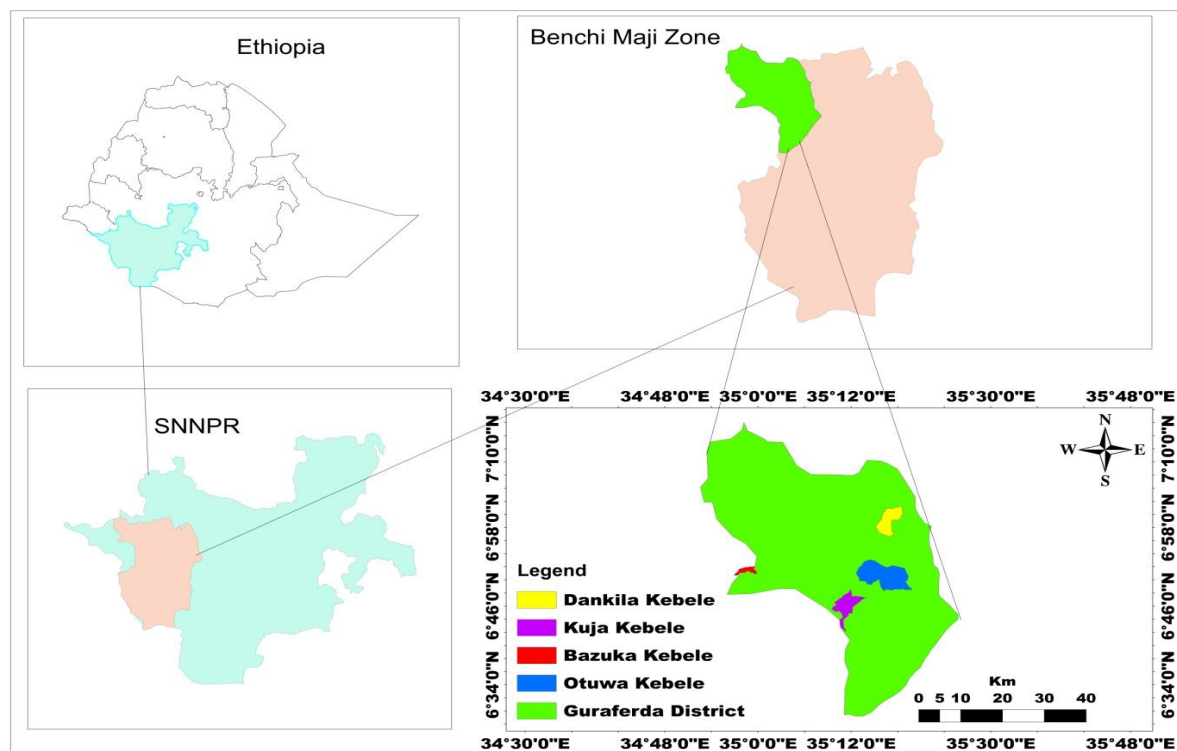 Ethiopia
Benchi Maji Zone
SNNPR
34°30'0"E 34°48'0"E 35°0'0"E 35°12'0"E 35°30'0"E 35°48'0"E
7°10'0"N
6°58'0"N
6°46'0"N
6°34'0"N
7°10'0"N
6°58'0"N
6°46'0"N
6°34'0"N
N
W E
S
Legend
Dankila Kebele
Kuja Kebele
Bazuka Kebele
Otuwa Kebele
Guraferda District
Km
0 5 10 20 30 40
34°30'0"E 34°48'0"E 35°0'0"E 35°12'0"E 35°30'0"E 35°48'0"E